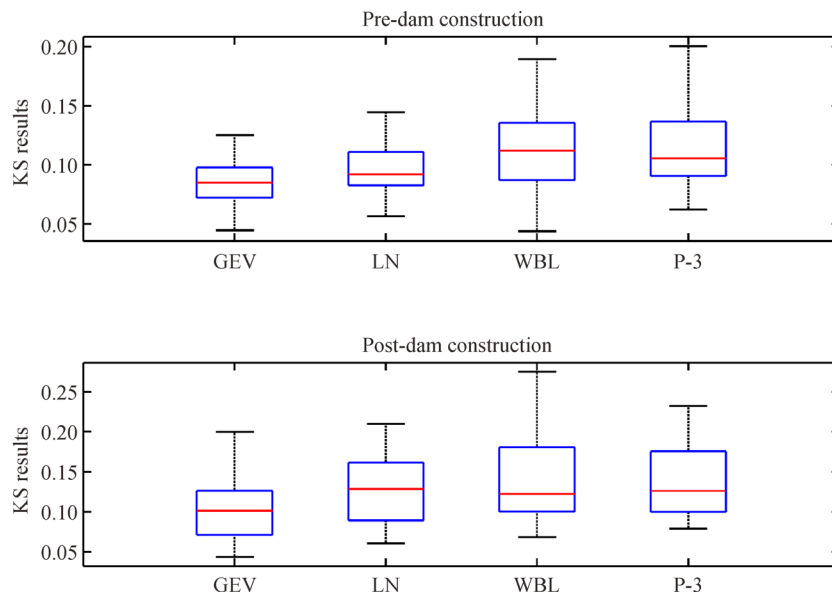 Pre-dam construction
0.20
0.15
0.10
0.05
KS results
GEV LN WBL P-3
Post-dam construction
0.25
0.20
0.15
0.10
0.05
KS results
GEV LN WBL P-3